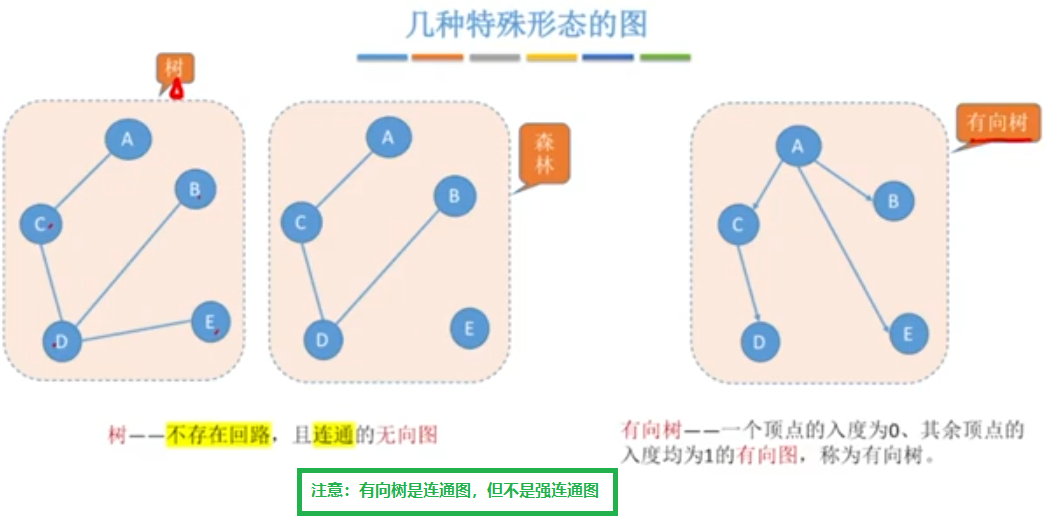 几种特殊形态的图
树
A
B
C
D
E
森
林
A
B
C
D
E
有向树
A
B
C
D
E
树——不存在回路，且连通的无向图
有向树——一个顶点的入度为0、其余顶点的
入度均为1的有向图，称为有向树。
注意：有向树是连通图，但不是强连通图